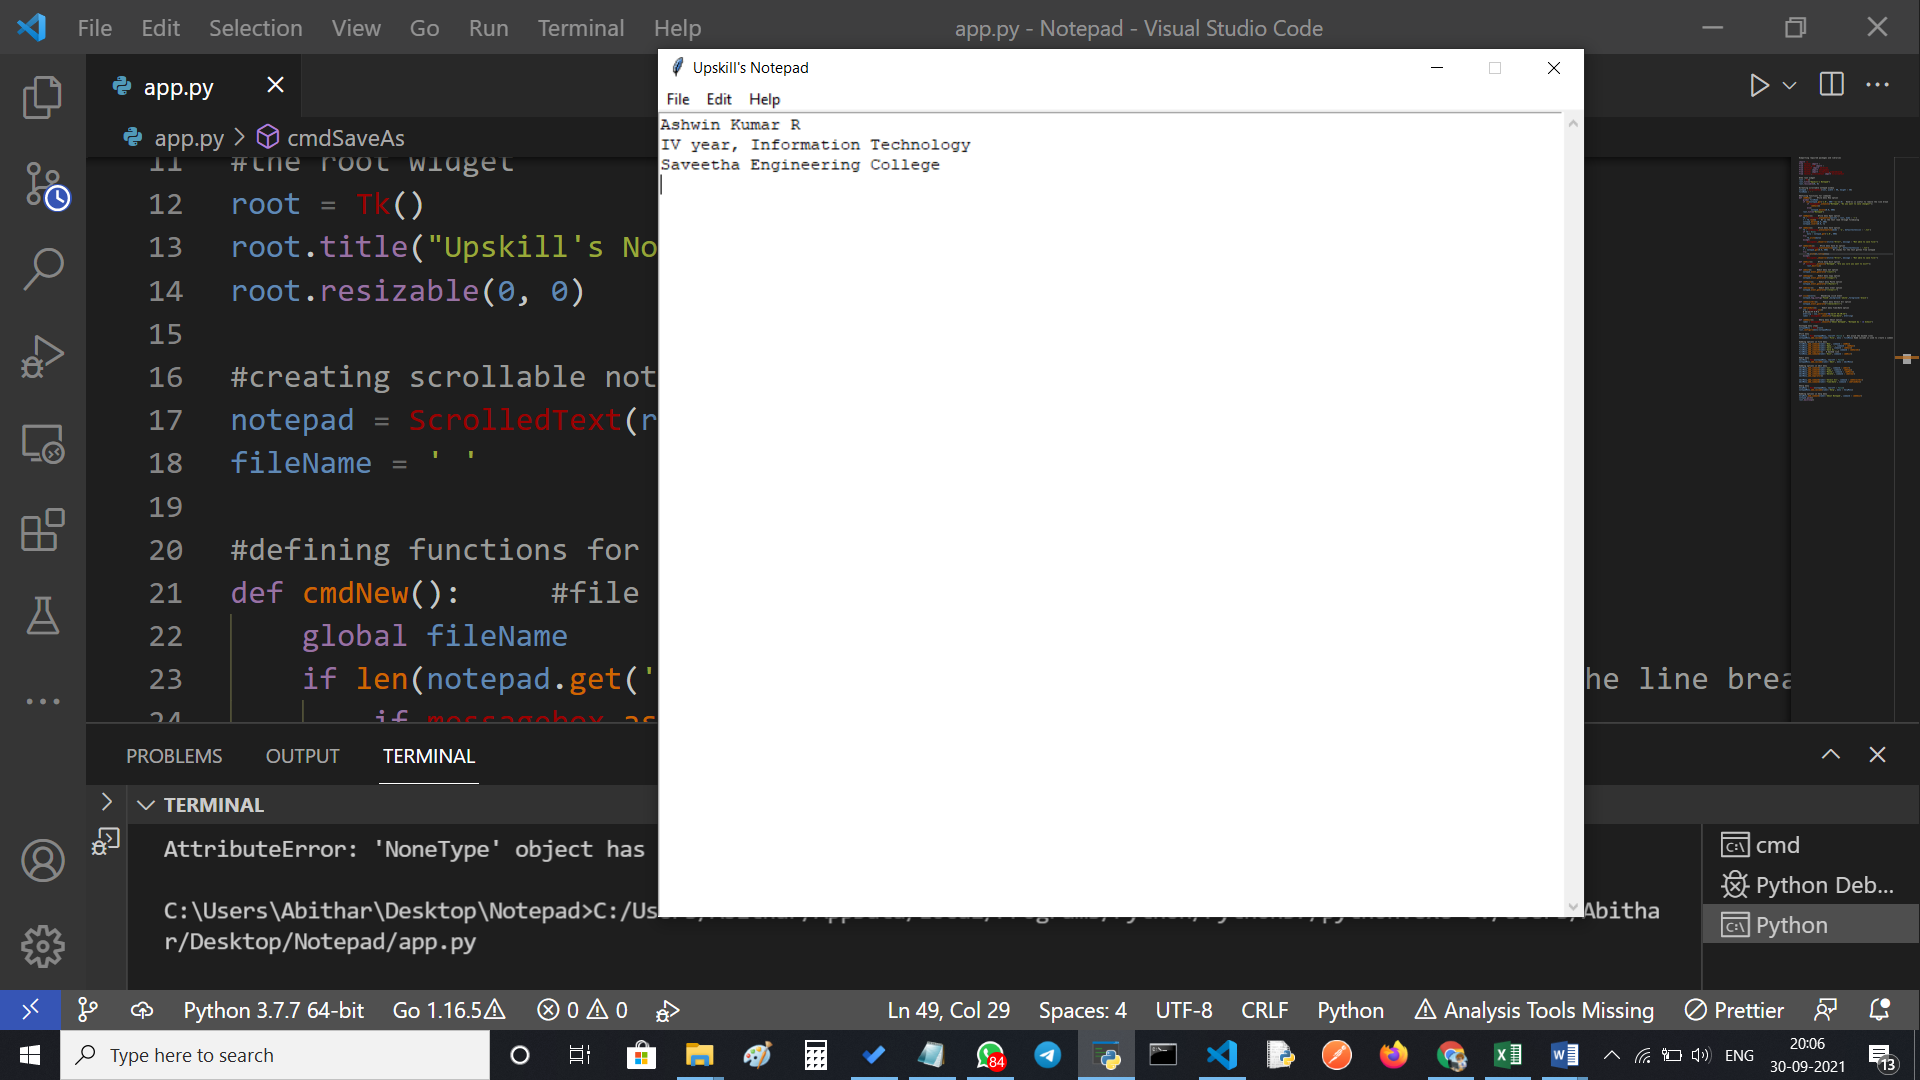 File Edit Selection View Go Run Terminal Help
app.py - Notepad - Visual Studio Code
app.py
app.py > cmdSaveAs
11 #the root widget
12 root = Tk()
13 root.title("Upskill's No
14 root.resizable(0, 0)
15
16 #creating scrollable not
17 notepad = ScrolledText(r
18 fileName = ' '
19
20 #defining functions for
21 def cmdNew(): #file
22 global fileName
23 if len(notepad.get('
he line brea
24 if messagebox.as
Upskill's Notepad
File Edit Help
Ashwin Kumar R
IV year, Information Technology
Saveetha Engineering College
PROBLEMS OUTPUT TERMINAL
TERMINAL
AttributeError: 'NoneType' object has
C:\Users\Abithar\Desktop\Notepad>C:/Us
Abitha
r/Desktop/Notepad/app.py
cmd
Python Deb...
Python
Python 3.7.7 64-bit Go 1.16.5 0 0 Ln 49, Col 29 Spaces: 4 UTF-8 CRLF Python Analysis Tools Missing Prettier
Type here to search
84
ENG
20:06
30-09-2021
13